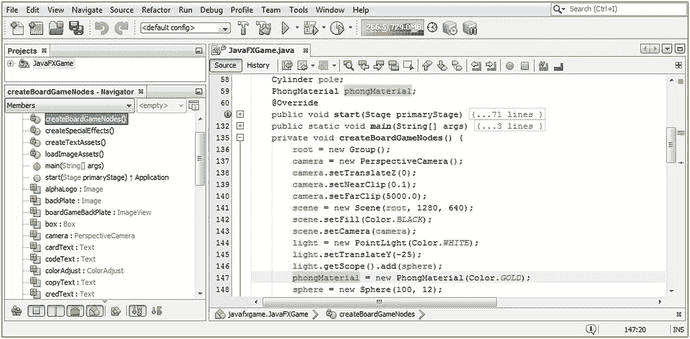 File Edit View Navigate Source Refactor Run Debug Profile Team Tools Window Help Search (Ctrl+I)
<default config>
Projects
JavaFXGame
createBoardGameNodes - Navigator
Members <empty>
createBoardGameNodes()
createSpecialEffects()
createTextAssets()
loadImageAssets()
main(String[] args)
start(Stage primaryStage) ↑ Application
alphaLogo : Image
backPlate : Image
boardGameBackPlate : ImageView
box : Box
camera : PerspectiveCamera
cardText : Text
codeText : Text
colorAdjust : ColorAdjust
copyText : Text
credText : Text
JavaFXGame.java
Source History
58 Cylinder pole;
59 PhongMaterial phongMaterial;
60 @Override
public void start(Stage primaryStage) {...71 lines }
132 public static void main(String[] args) {...3 lines }
135 private void createBoardGameNodes() {
136 root = new Group();
137 camera = new PerspectiveCamera();
138 camera.setTranslateZ(0);
139 camera.setNearClip(0.1);
140 camera.setFarClip(5000.0);
141 scene = new Scene(root, 1280, 640);
142 scene.setFill(Color.BLACK);
143 scene.setCamera(camera);
144 light = new PointLight(Color.WHITE);
145 light.setTranslateY(-25);
146 light.getScope().add(sphere);
147 phongMaterial = new PhongMaterial(Color.GOLD);
148 sphere = new Sphere(100, 12);
javafxgame.JavaFXGame createBoardGameNodes
147:20 INS